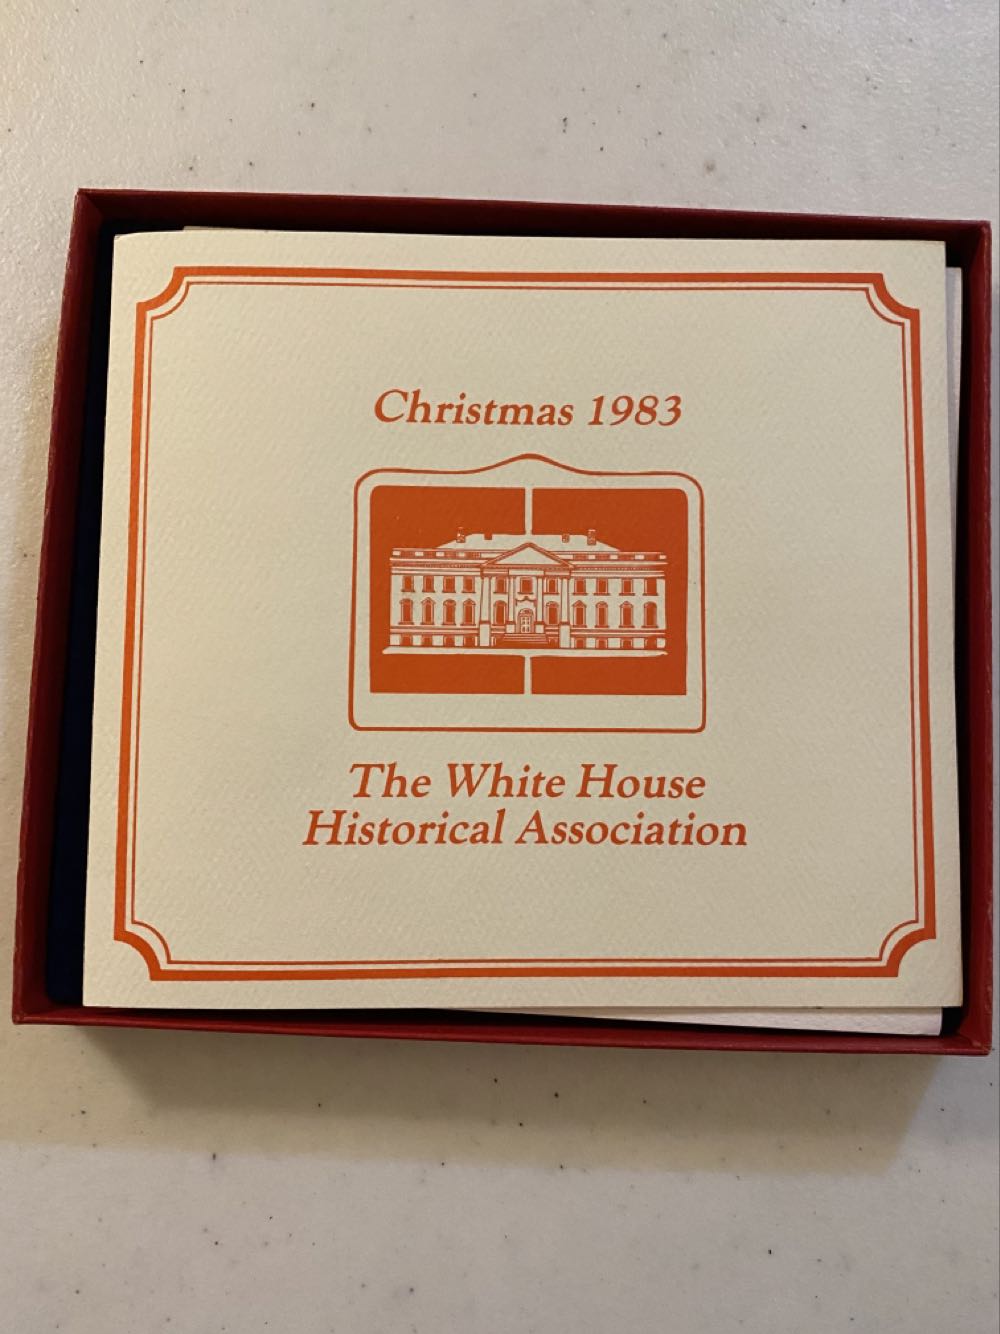 Christmas 1983
The White House
Historical Association